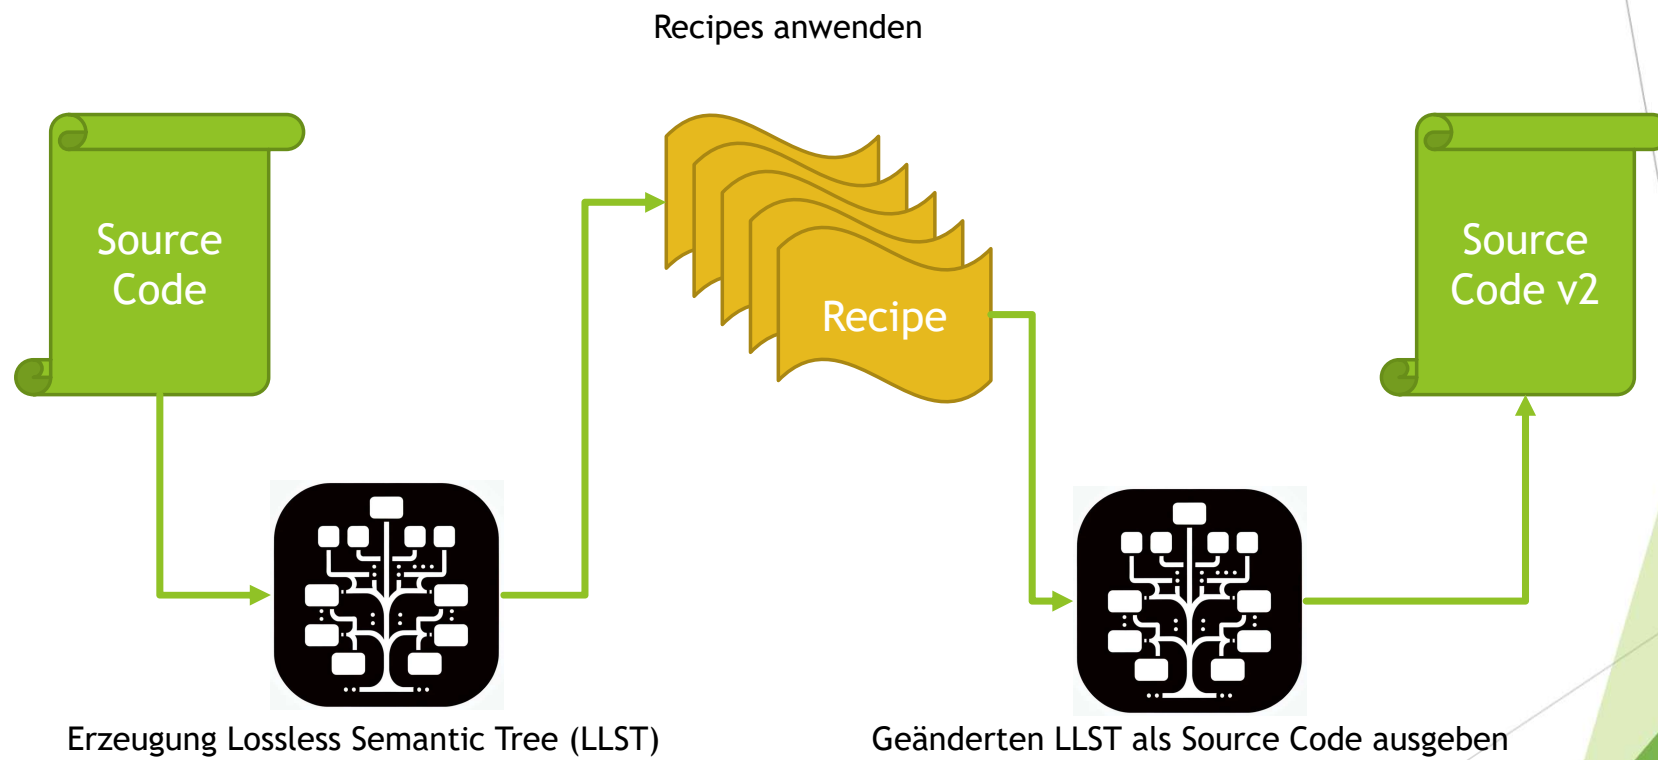 Recipes anwenden
Source
Code
Recipe
Source
Code v2
Erzeugung Lossless Semantic Tree (LLST)
Geänderten LLST als Source Code ausgeben